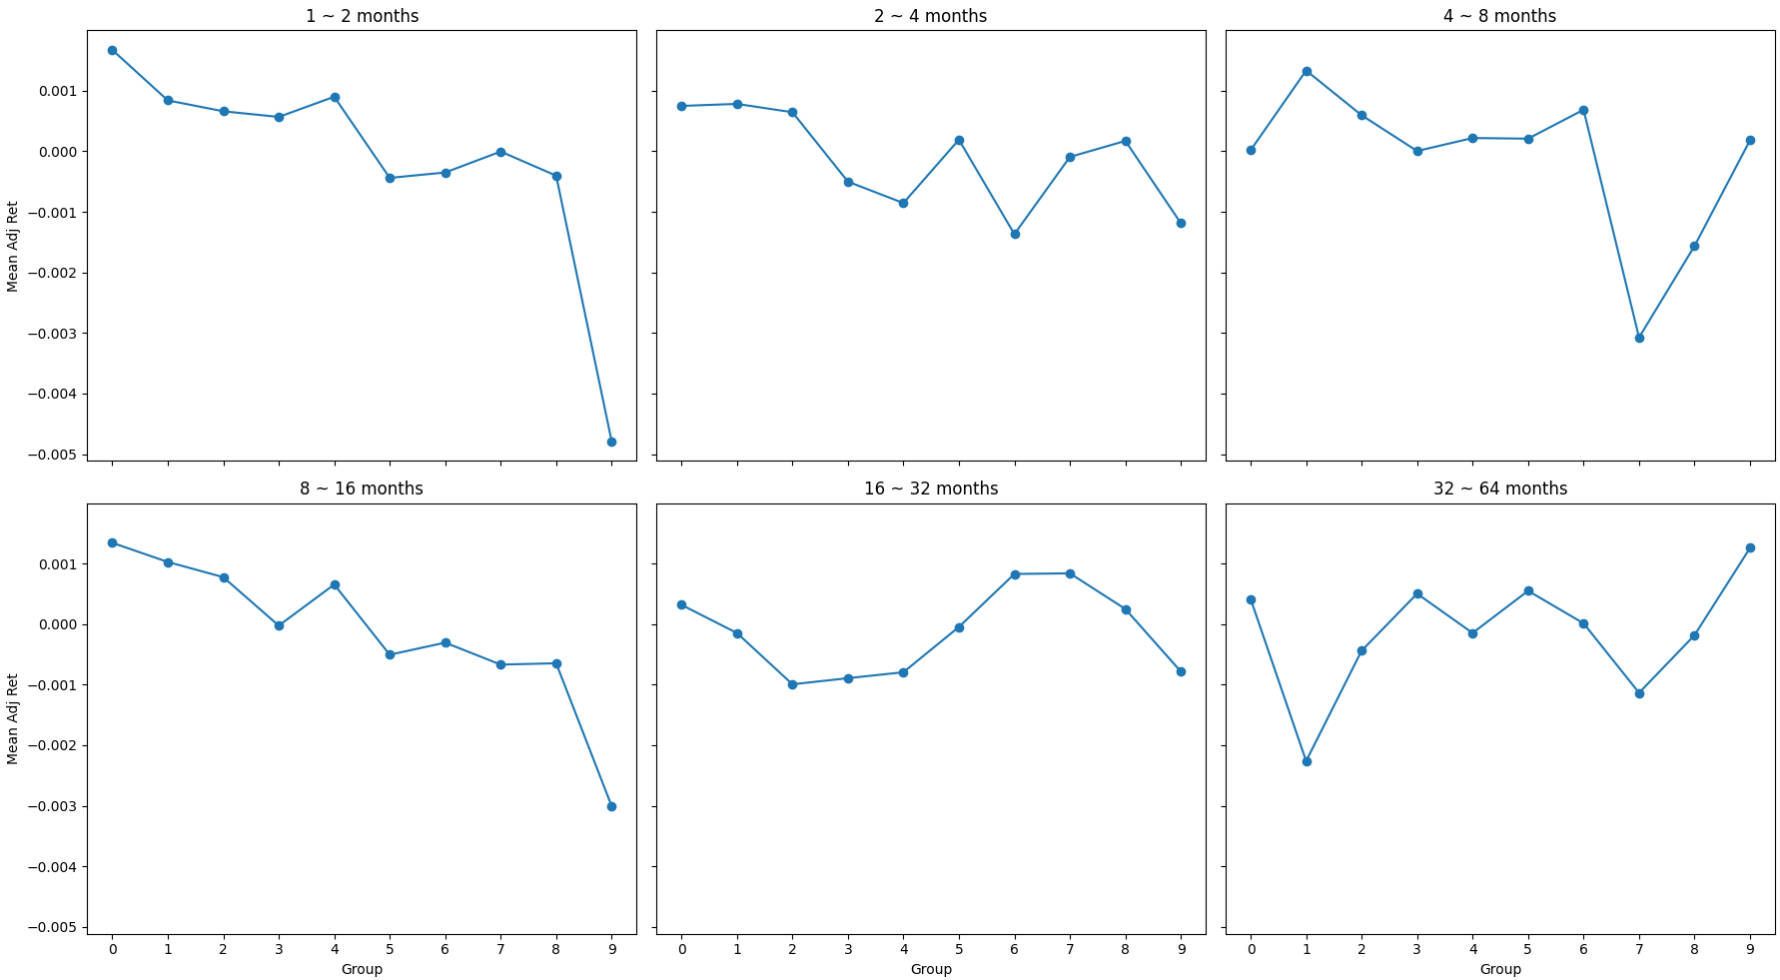 1 ~ 2 months
2 ~ 4 months
4 ~ 8 months
0.001
0.000
−0.001
−0.002
−0.003
−0.004
−0.005
Mean Adj Ret
8 ~ 16 months
16 ~ 32 months
32 ~ 64 months
0.001
0.000
−0.001
−0.002
−0.003
−0.004
−0.005
Mean Adj Ret
0 1 2 3 4 5 6 7 8 9
0 1 2 3 4 5 6 7 8 9
0 1 2 3 4 5 6 7 8 9
Group
Group
Group